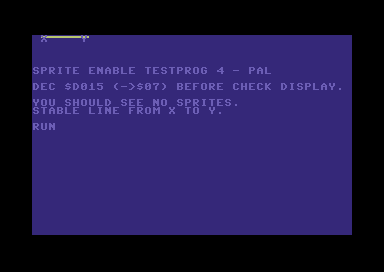 X Y
SPRITE ENABLE TESTPROG 4 - PAL
DEC $D015 (->$07) BEFORE CHECK DISPLAY.
YOU SHOULD SEE NO SPRITES.
STABLE LINE FROM X TO Y.
RUN